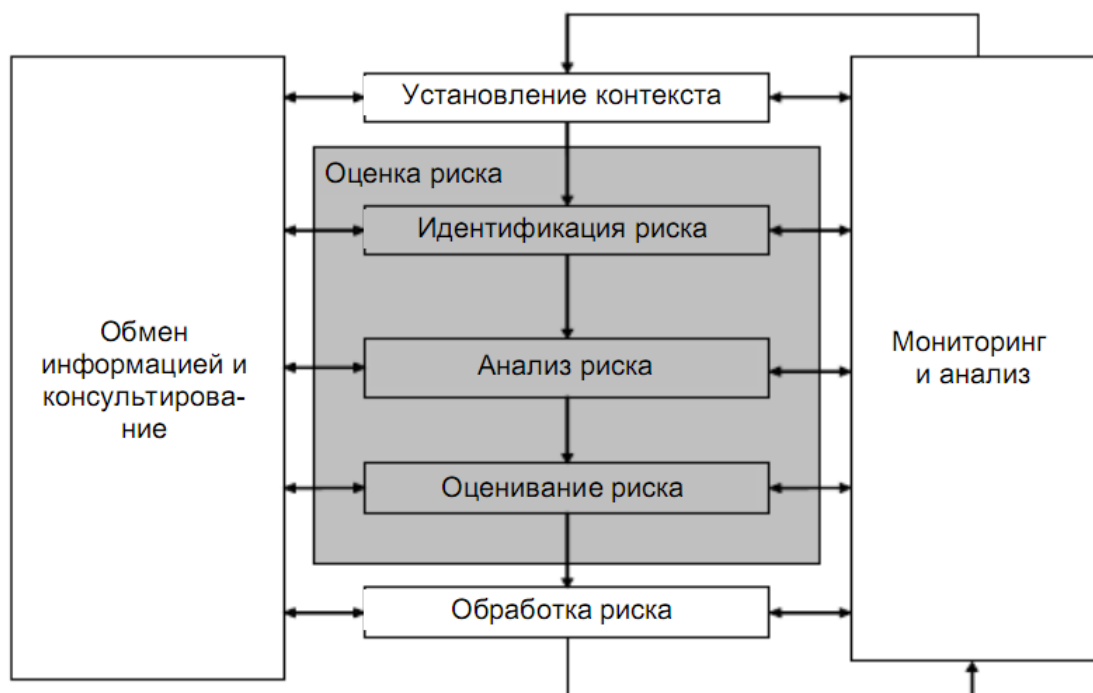 Установление контекста
Оценка риска
Идентификация риска
Обмен
информацией и
консультирова-
ние
Анализ риска
Мониторинг
и анализ
Оценивание риска
Обработка риска